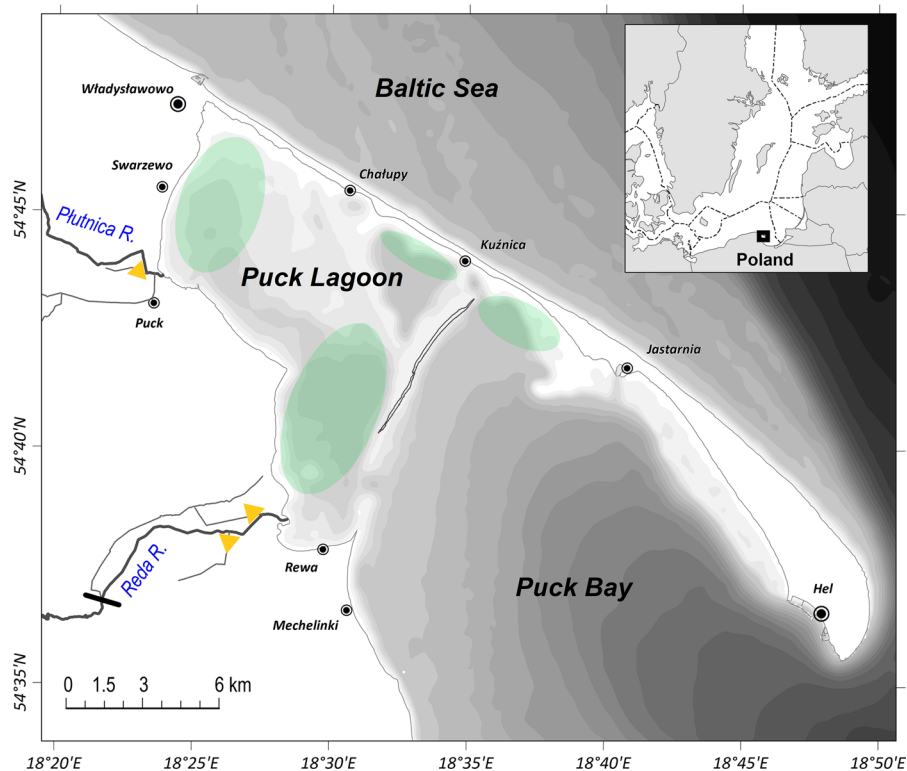 Baltic Sea
Władysławowo
Swarzewo
Chałupy
Płutnica R.
Kuźnica
Poland
Puck Lagoon
Puck
Jastarnia
Reda R.
Rewa
Puck Bay
Hel
Mechelinki
0 1.5 3 6 km
54°45'N
54°40'N
54°35'N
18°20'E 18°25'E 18°30'E 18°35'E 18°40'E 18°45'E 18°50'E